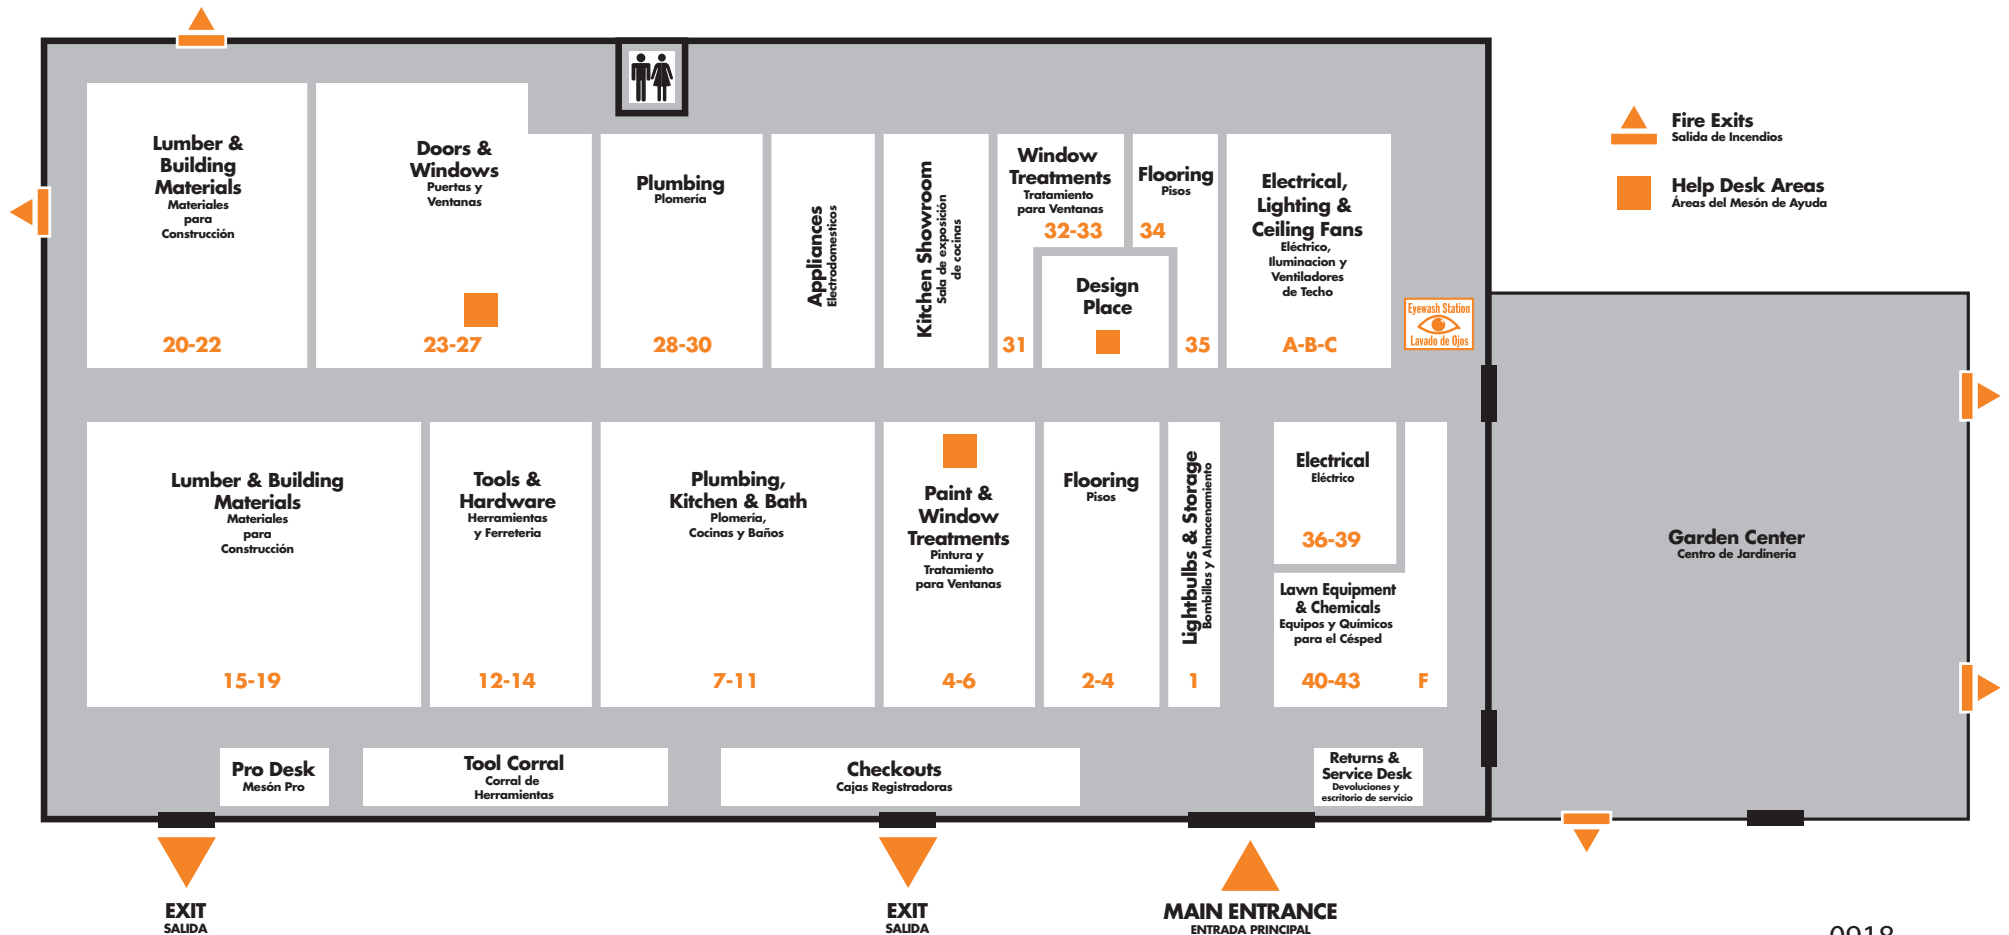 Fire Exits
Salida de Incendios
Help Desk Areas
Áreas del Mesón de Ayuda
Lumber &
Building
Materials
Materiales
para
Construcción
20-22
Doors &
Windows
Puertas y
Ventanas
23-27
Plumbing
Plomería
28-30
Appliances
Electrodomesticos
Kitchen Showroom
Sala de exposición
de cocinas
Window
Treatments
Tratamiento
para Ventanas
32-33
31
Flooring
Pisos
34
35
Design
Place
Electrical,
Lighting &
Ceiling Fans
Eléctrico,
Iluminacion y
Ventiladores
de Techo
A-B-C
Eyewash Station
Lavado de Ojos
Lumber & Building
Materials
Materiales
para
Construcción
15-19
Tools &
Hardware
Herramientas
y Ferreteria
12-14
Plumbing,
Kitchen & Bath
Plomería,
Cocinas y Baños
7-11
Paint &
Window
Treatments
Pintura y
Tratamiento
para Ventanas
4-6
Flooring
Pisos
2-4
Lightbulbs & Storage
Bombillas y Almacenamiento
1
Electrical
Eléctrico
36-39
Lawn Equipment
& Chemicals
Equipos y Químicos
para el Césped
40-43
F
Garden Center
Centro de Jardinería
Pro Desk
Mesón Pro
Tool Corral
Corral de
Herramientas
Checkouts
Cajas Registradoras
Returns &
Service Desk
Devoluciones y
escritorio de servicio
EXIT
SALIDA
EXIT
SALIDA
MAIN ENTRANCE
ENTRADA PRINCIPAL
0918